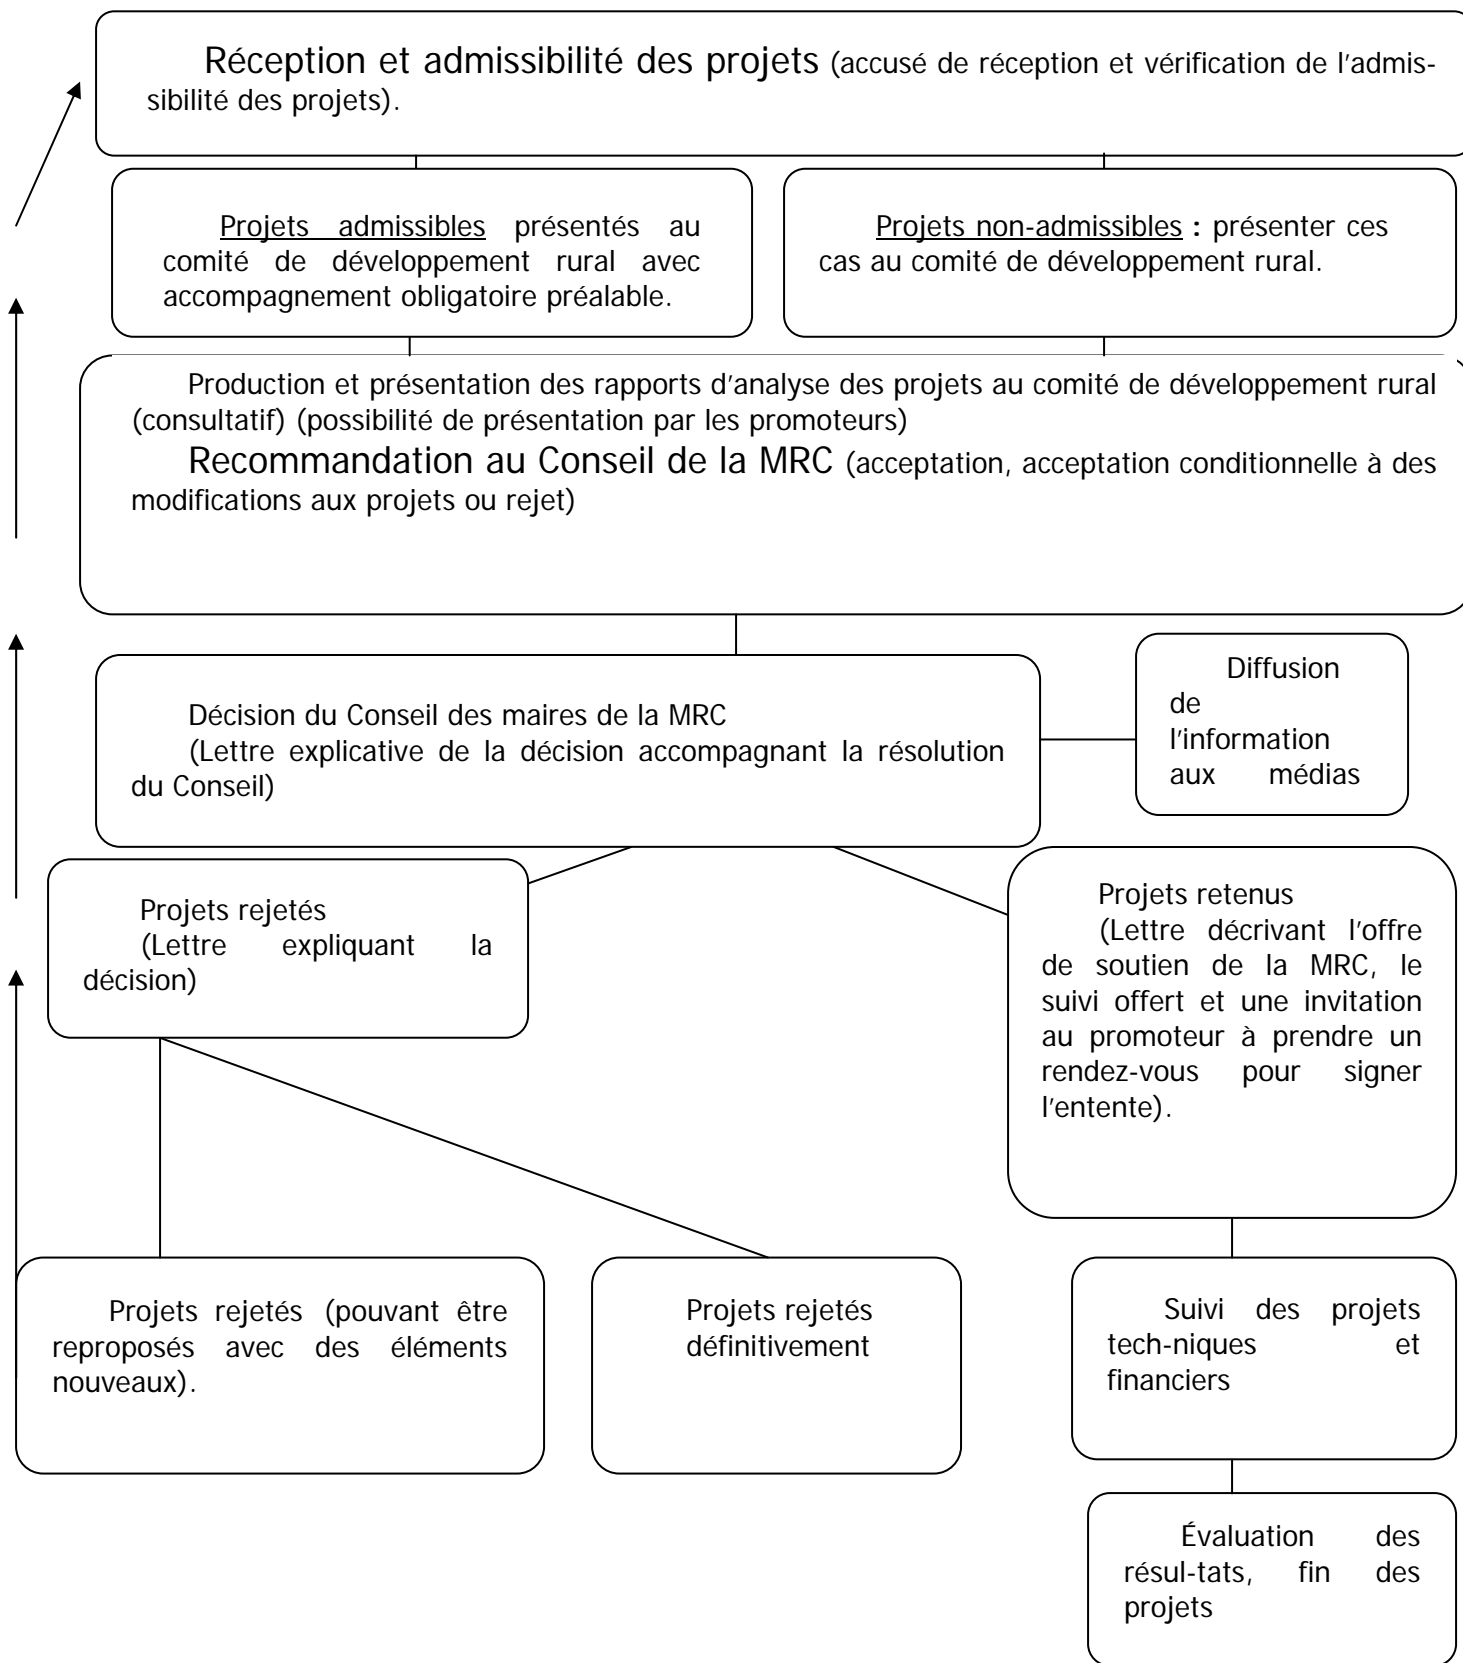 Réception et admissibilité des projets (accusé de réception et vérification de l'admis-
sibilité des projets).
Projets admissibles présentés au
comité de développement rural avec
accompagnement obligatoire préalable.
Projets non-admissibles : présenter ces
cas au comité de développement rural.
Production et présentation des rapports d'analyse des projets au comité de développement rural
(consultatif) (possibilité de présentation par les promoteurs)
Recommandation au Conseil de la MRC (acceptation, acceptation conditionnelle à des
modifications aux projets ou rejet)
Décision du Conseil des maires de la MRC
(Lettre explicative de la décision accompagnant la résolution
du Conseil)
Diffusion
de
l'information
aux médias
Projets rejetés
(Lettre expliquant la
décision)
Projets retenus
(Lettre décrivant l'offre
de soutien de la MRC, le
suivi offert et une invitation
au promoteur à prendre un
rendez-vous pour signer
l'entente).
Projets rejetés (pouvant être
reproposés avec des éléments
nouveaux).
Projets rejetés
définitivement
Suivi des projets
tech-niques et
financiers
Évaluation des
résul-tats, fin des
projets